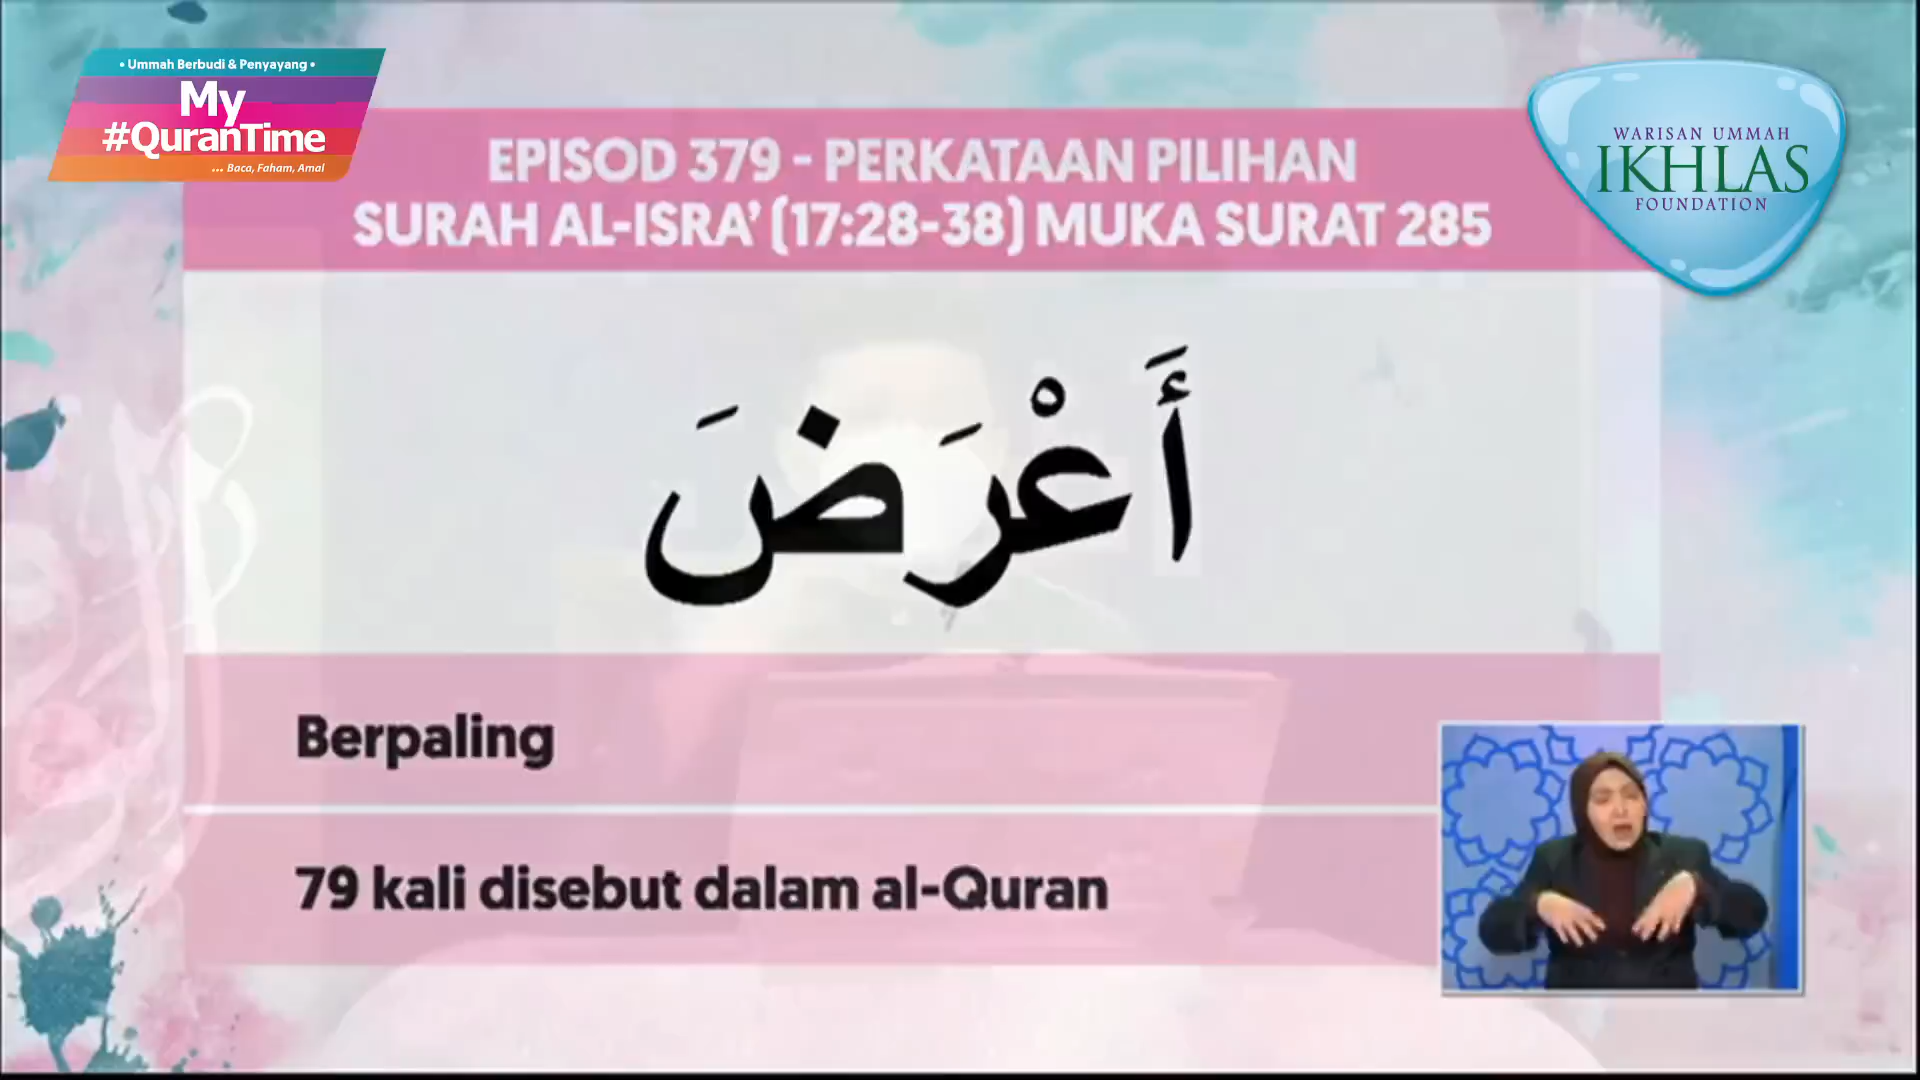 • Ummah Berbudi & Penyayang •
My
#QuranTime
... Baca, Faham, Amal
EPISOD 379 - PERKATAAN PILIHAN
SURAH AL-ISRA’ (17:28-38) MUKA SURAT 285
WARISAN UMMAH
IKHLAS
FOUNDATION
أَعْرَضَ
Berpaling
79 kali disebut dalam al-Quran